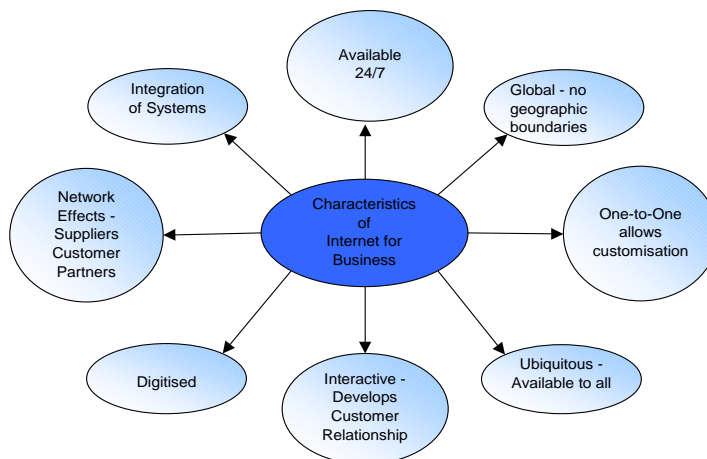 Available
24/7
Integration
of Systems
Global - no
geographic
boundaries
Network
Effects -
Suppliers
Customer
Partners
Characteristics
of
Internet for
Business
One-to-One
allows
customisation
Digitised
Interactive -
Develops
Customer
Relationship
Ubiquitous -
Available to all